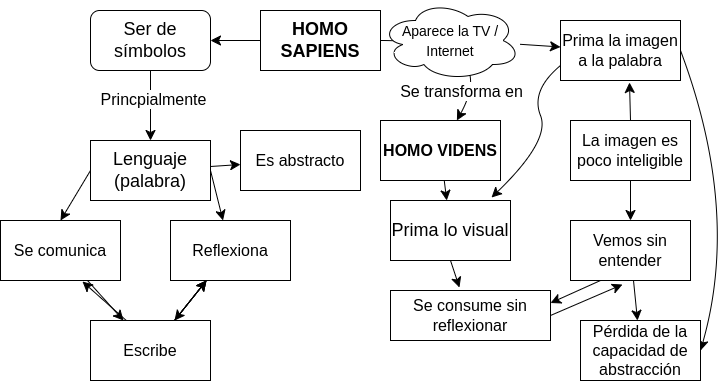 Ser de
símbolos
HOMO
SAPIENS
Aparece la TV /
Internet
Prima la imagen
a la palabra
Princpialmente
Se transforma en
Lenguaje
(palabra)
Es abstracto
HOMO VIDENS
La imagen es
poco inteligible
Se comunica
Reflexiona
Prima lo visual
Vemos sin
entender
Se consume sin
reflexionar
Escribe
Pérdida de la
capacidad de
abstracción